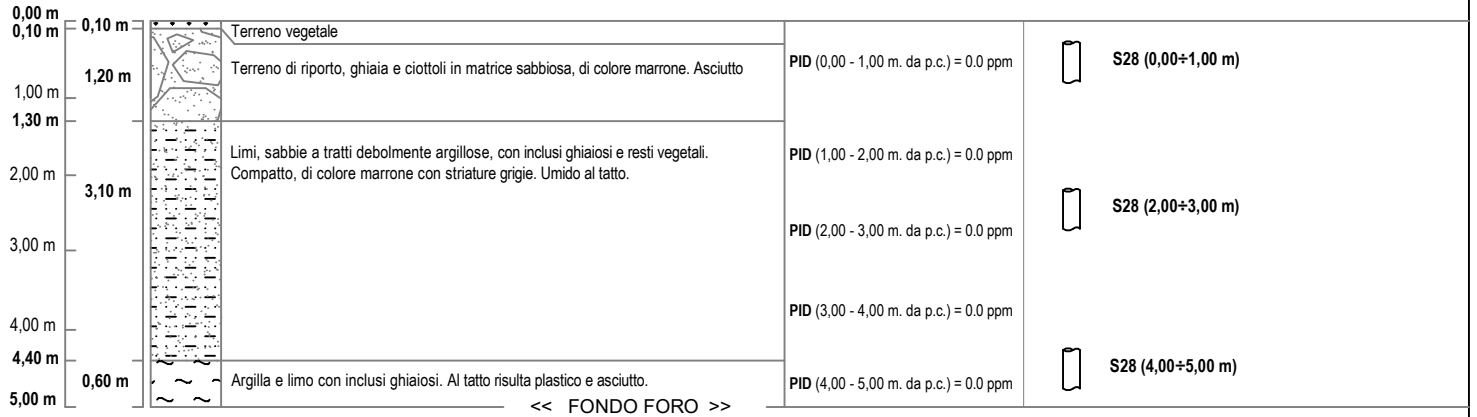 0,00 m
0,10 m
0,10 m
Terreno vegetale
Terreno di riporto, ghiaia e ciottoli in matrice sabbiosa, di colore marrone. Asciutto
PID (0,00 - 1,00 m. da p.c.) = 0.0 ppm
S28 (0,00÷1,00 m)
1,20 m
1,00 m
1,30 m
Limi, sabbie a tratti debolmente argillose, con inclusi ghiaiosi e resti vegetali.
Compatto, di colore marrone con striature grigie. Umido al tatto.
PID (1,00 - 2,00 m. da p.c.) = 0.0 ppm
2,00 m
3,10 m
S28 (2,00÷3,00 m)
PID (2,00 - 3,00 m. da p.c.) = 0.0 ppm
3,00 m
PID (3,00 - 4,00 m. da p.c.) = 0.0 ppm
4,00 m
4,40 m
S28 (4,00÷5,00 m)
0,60 m
Argilla e limo con inclusi ghiaiosi. Al tatto risulta plastico e asciutto.
PID (4,00 - 5,00 m. da p.c.) = 0.0 ppm
5,00 m
<< FONDO FORO >>